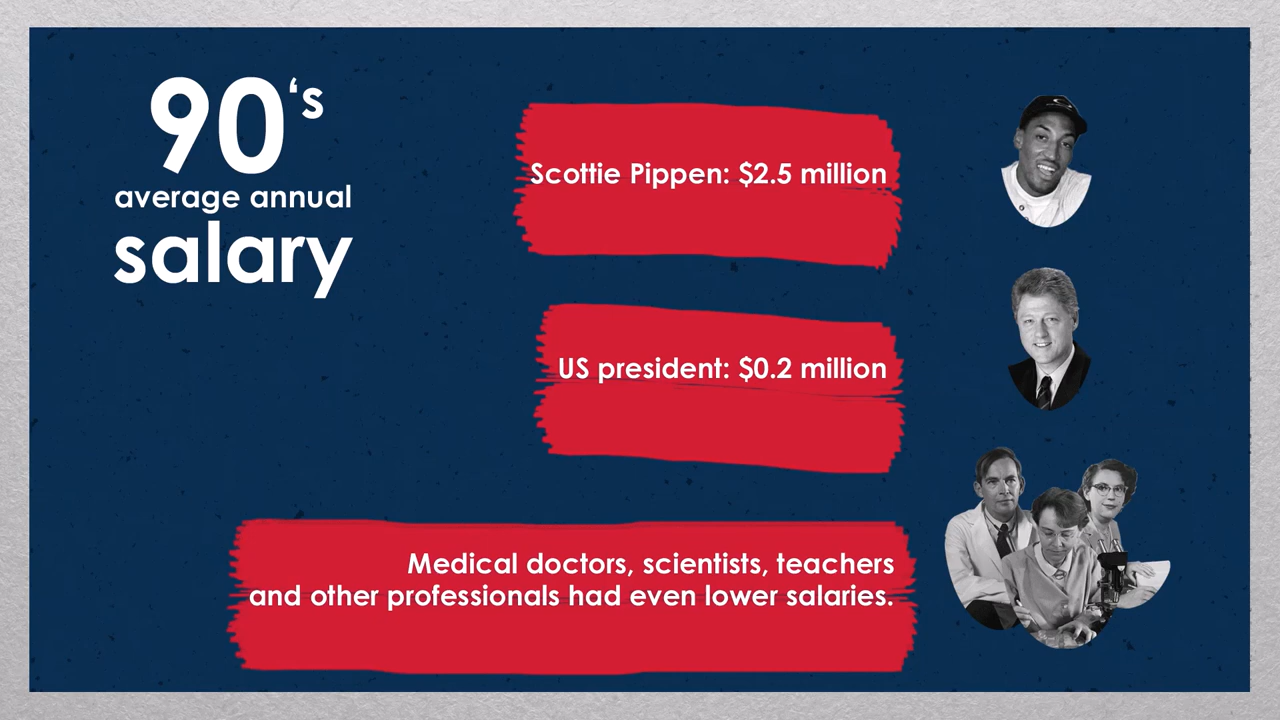 90‘s
average annual
salary
Scottie Pippen: $2.5 million
US president: $0.2 million
Medical doctors, scientists, teachers
and other professionals had even lower salaries.